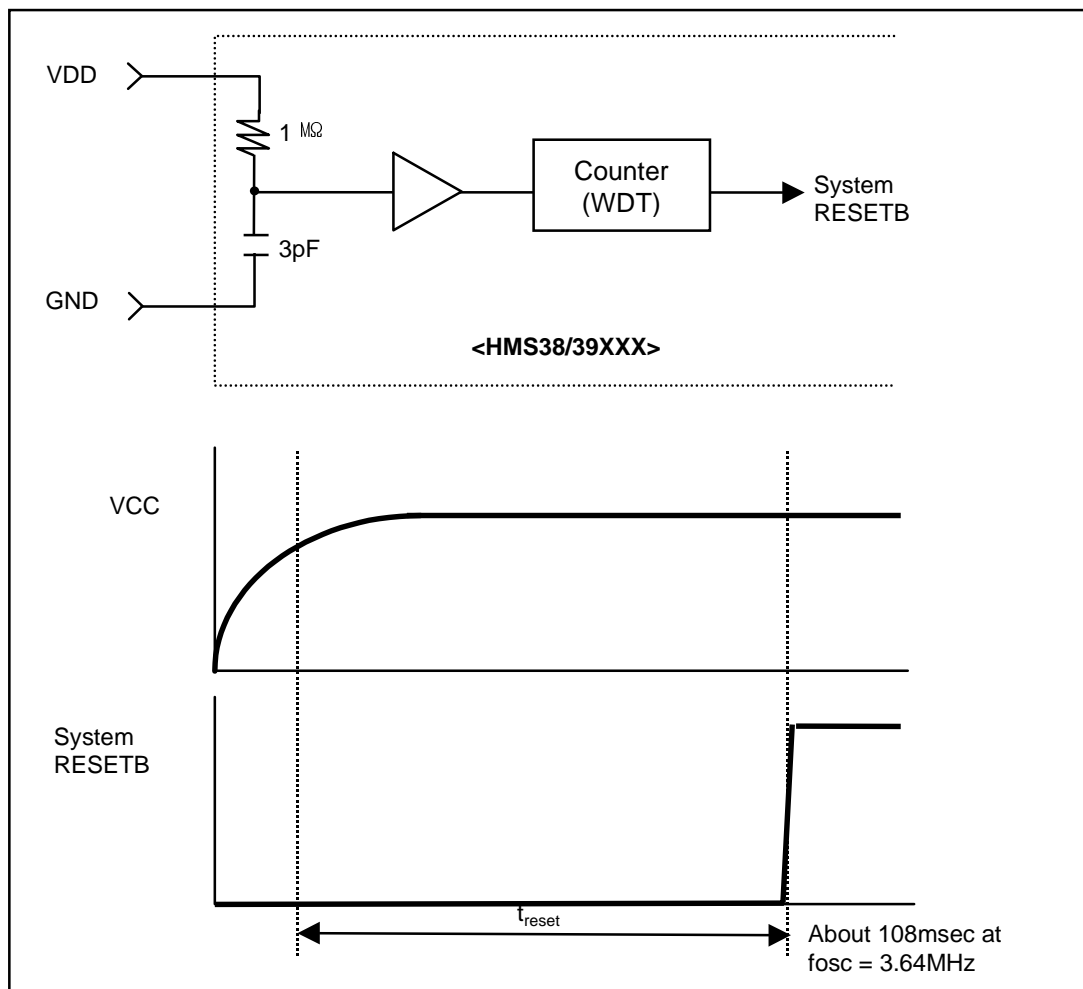 VDD
1 MΩ
Counter
(WDT)
System
RESETB
3pF
GND
<HMS38/39XXX>
VCC
System
RESETB
treset
About 108msec at
fosc = 3.64MHz